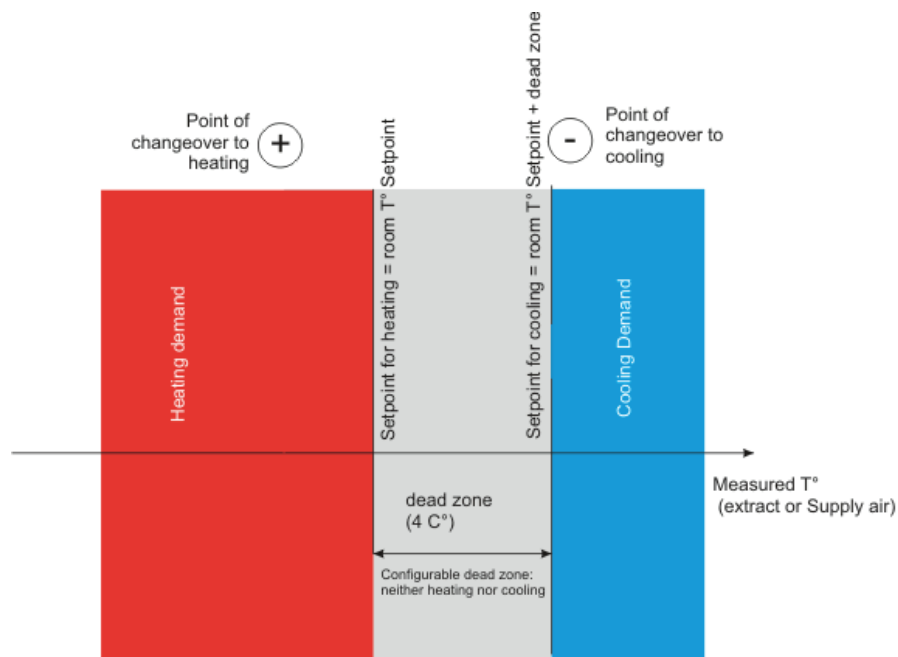 Point of
changeover to
heating
+
Setpoint for heating = room T° Setpoint
Setpoint for cooling = room T° Setpoint + dead zone
-
Point of
changeover to
cooling
Heating demand
Cooling Demand
Measured T°
(extract or Supply air)
dead zone
(4 C°)
Configurable dead zone:
neither heating nor cooling